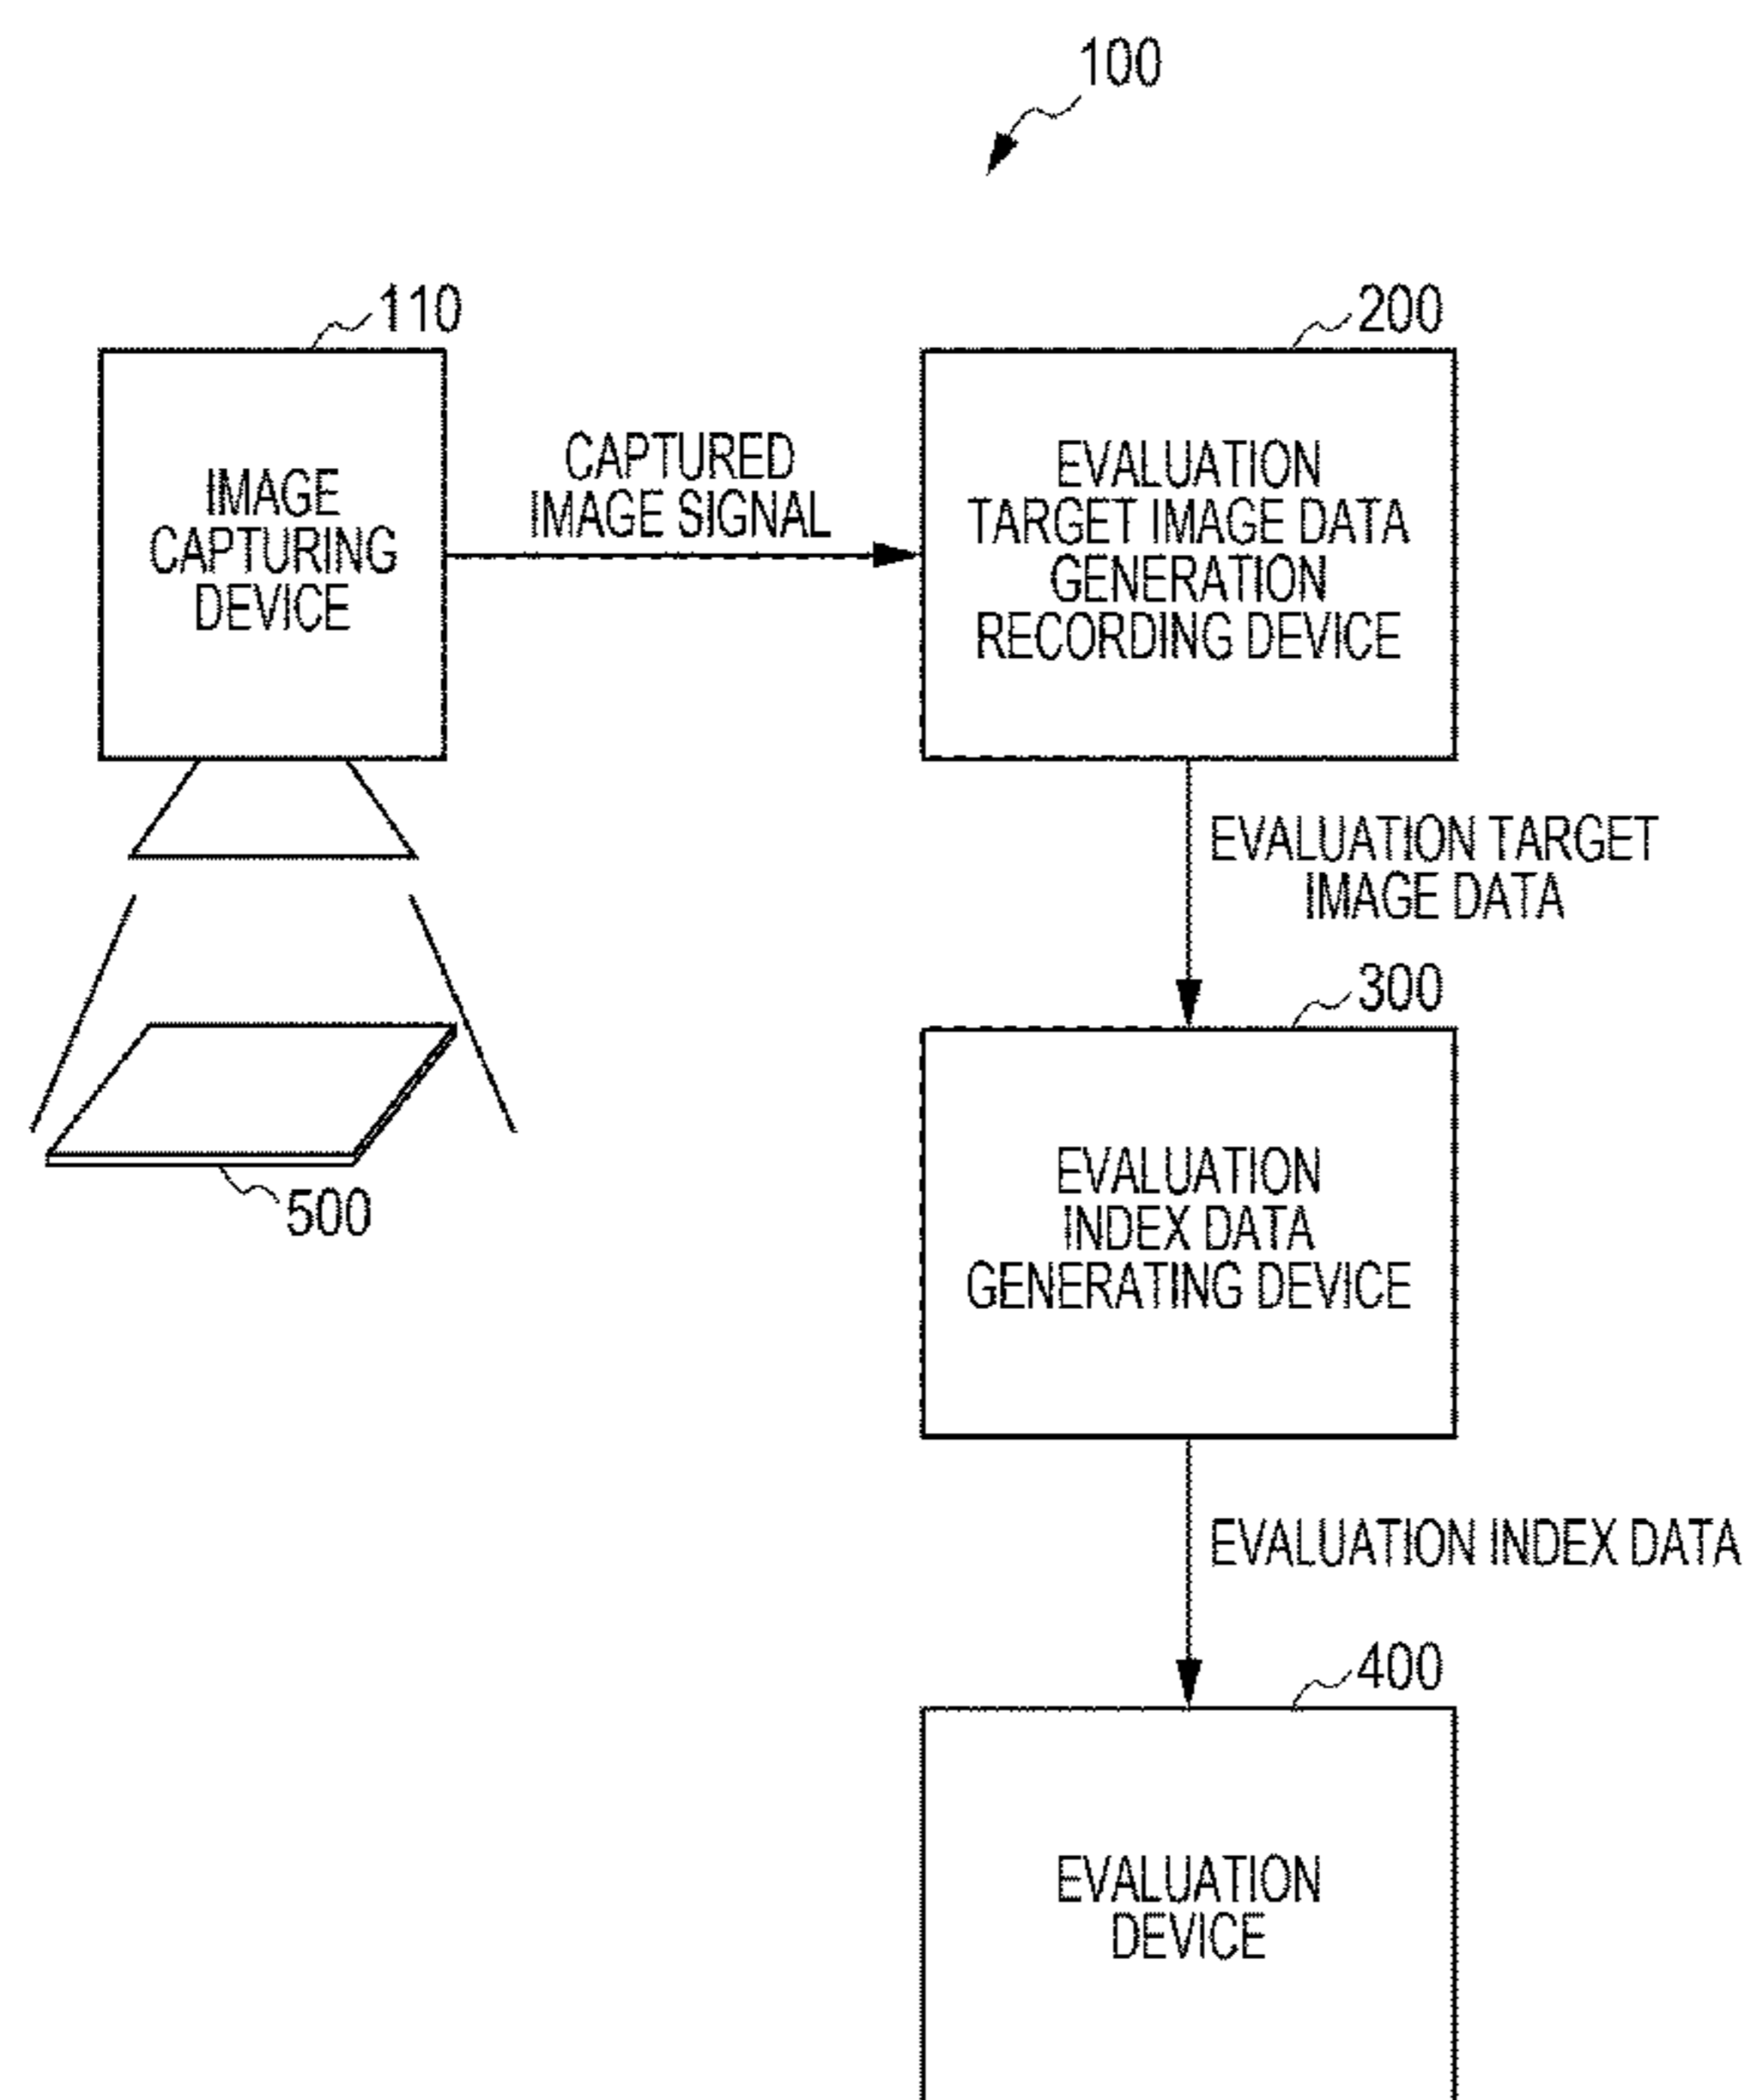 100
110
200
IMAGE
CAPTURING
DEVICE
CAPTURED
IMAGE SIGNAL
EVALUATION
TARGET IMAGE DATA
GENERATION
RECORDING DEVICE
EVALUATION TARGET
IMAGE DATA
300
500
EVALUATION
INDEX DATA
GENERATING DEVICE
EVALUATION INDEX DATA
400
EVALUATION
DEVICE